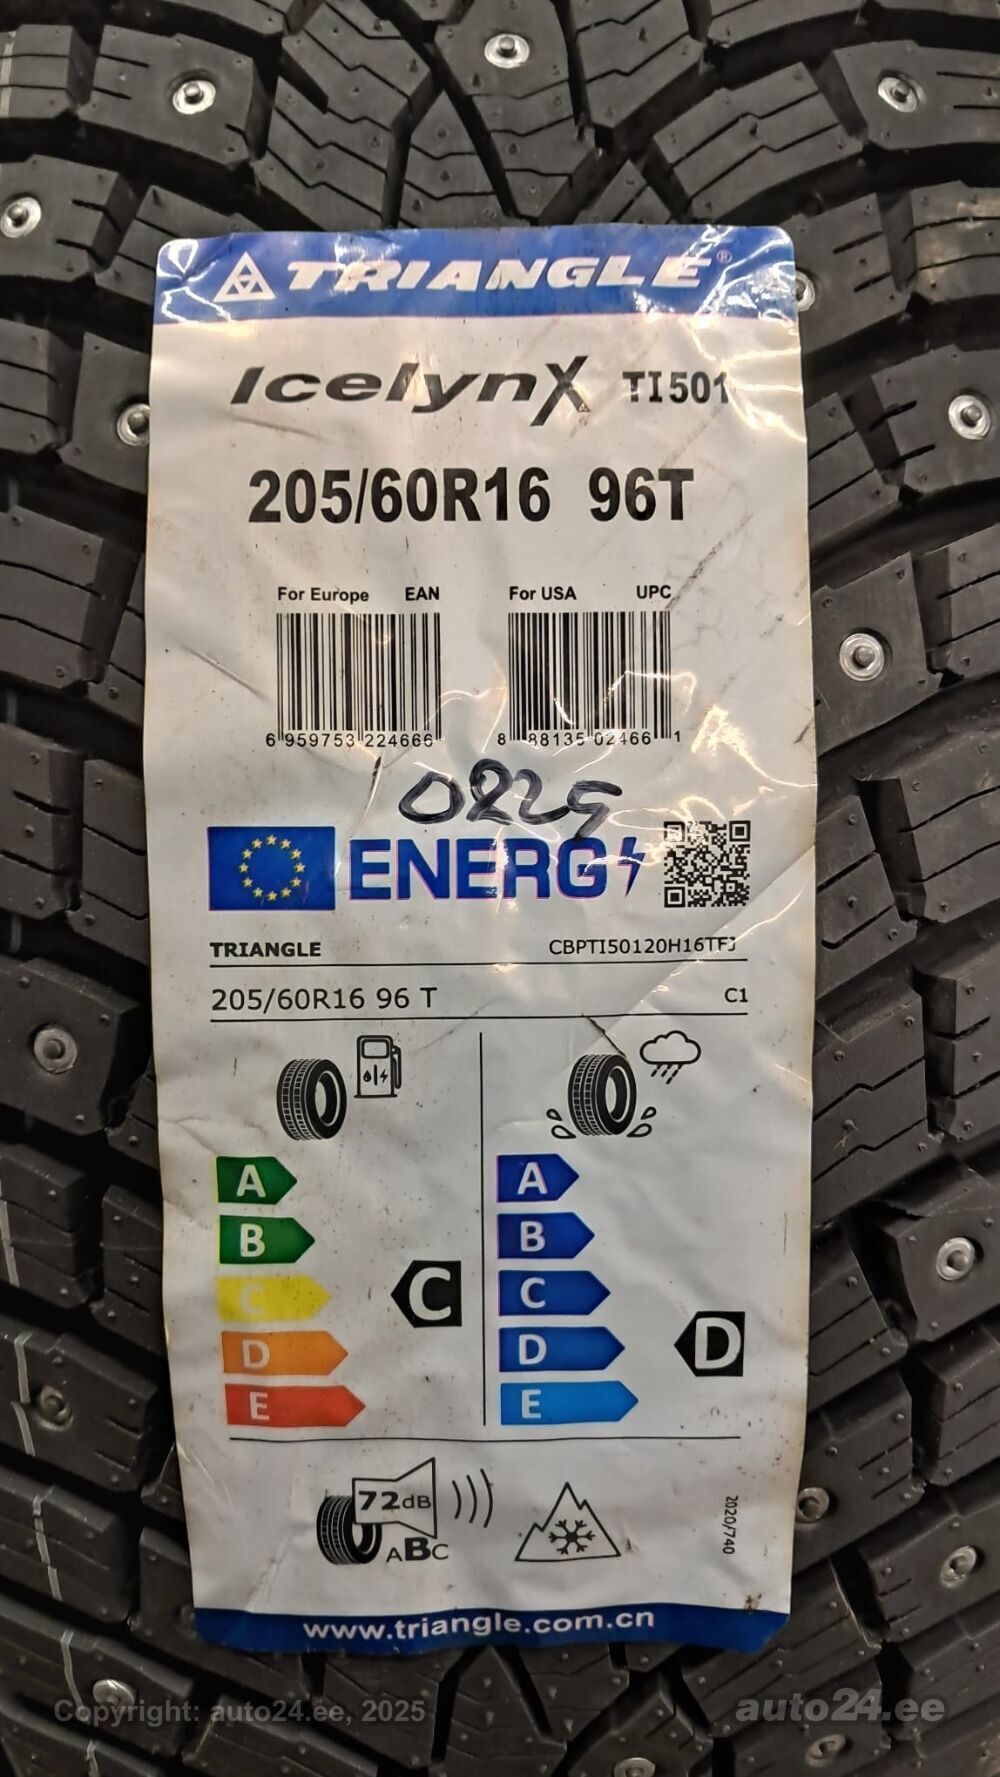 TRIANGLE®
IcelynX TI501
205/60R16 96T
For Europe EAN For USA UPC
6 959753 224666 8 88135 02466 1
ENERG
TRIANGLE CBPTI50120H16TFJ
205/60R16 96 T C1
A A
B B
C C C C
D D D
E E
72dB
ABC
2020/740
www.triangle.com.cn
Copyright: auto24.ee, 2025 auto24.ee